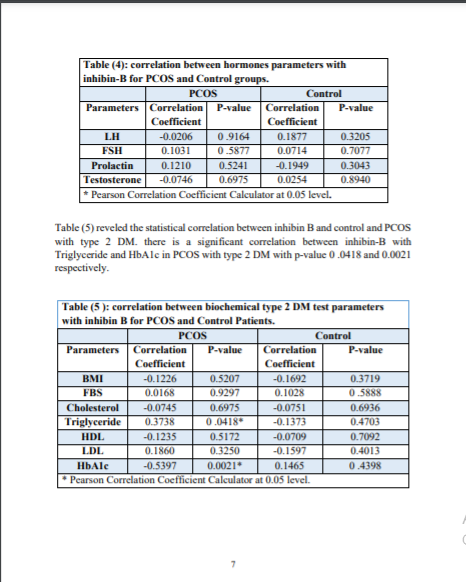 Table (4): correlation between hormones parameters with
inhibin-B for PCOS and Control groups.
PCOS Control
Parameters Correlation Coefficient P-value Correlation Coefficient P-value
LH -0.0206 0 .9164 0.1877 0.3205
FSH 0.1031 0 .5877 0.0714 0.7077
Prolactin 0.1210 0.5241 -0.1949 0.3043
Testosterone -0.0746 0.6975 0.0254 0.8940
* Pearson Correlation Coefficient Calculator at 0.05 level.
Table (5) reveled the statistical correlation between inhibin B and control and PCOS
with type 2 DM. there is a significant correlation between inhibin-B with
Triglyceride and HbA1c in PCOS with type 2 DM with p-value 0 .0418 and 0.0021
respectively.
Table (5 ): correlation between biochemical type 2 DM test parameters
with inhibin B for PCOS and Control Patients.
PCOS Control
Parameters Correlation Coefficient P-value Correlation Coefficient P-value
BMI -0.1226 0.5207 -0.1692 0.3719
FBS 0.0168 0.9297 0.1028 0 .5888
Cholesterol -0.0745 0.6975 -0.0751 0.6936
Triglyceride 0.3738 0 .0418* -0.1373 0.4703
HDL -0.1235 0.5172 -0.0709 0.7092
LDL 0.1860 0.3250 -0.1597 0.4013
HbA1c -0.5397 0.0021* 0.1465 0 .4398
* Pearson Correlation Coefficient Calculator at 0.05 level.
7